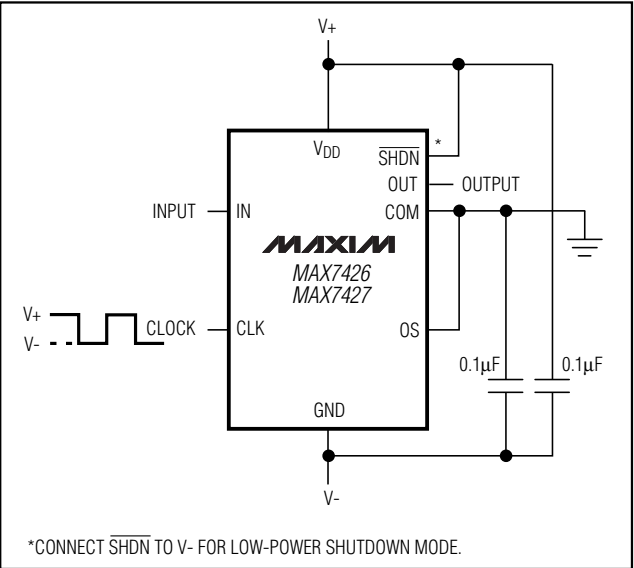 V+
VDD
SHDN
*
OUT
OUTPUT
INPUT
IN
COM
MAXIM
MAX7426
MAX7427
V+
V-
CLOCK
CLK
OS
0.1µF
0.1µF
GND
V-
*CONNECT SHDN TO V- FOR LOW-POWER SHUTDOWN MODE.